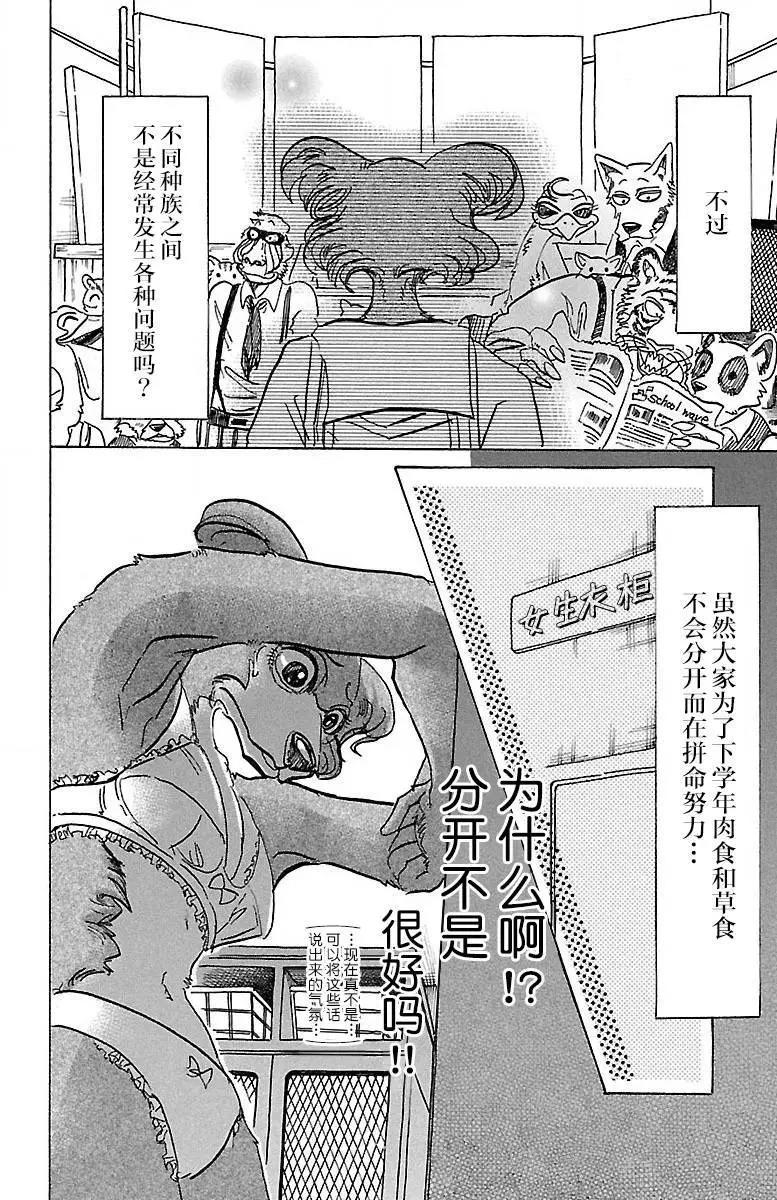 不过
不同种族之间
不是经常发生各种问题吗？
school wave
虽然大家为了下学年肉食和草食
不会分开而在拼命努力…
女生衣柜
为什么啊!?
分开不是
很好吗!!
…现在真不是…
可以将这些话
说出来的气氛…